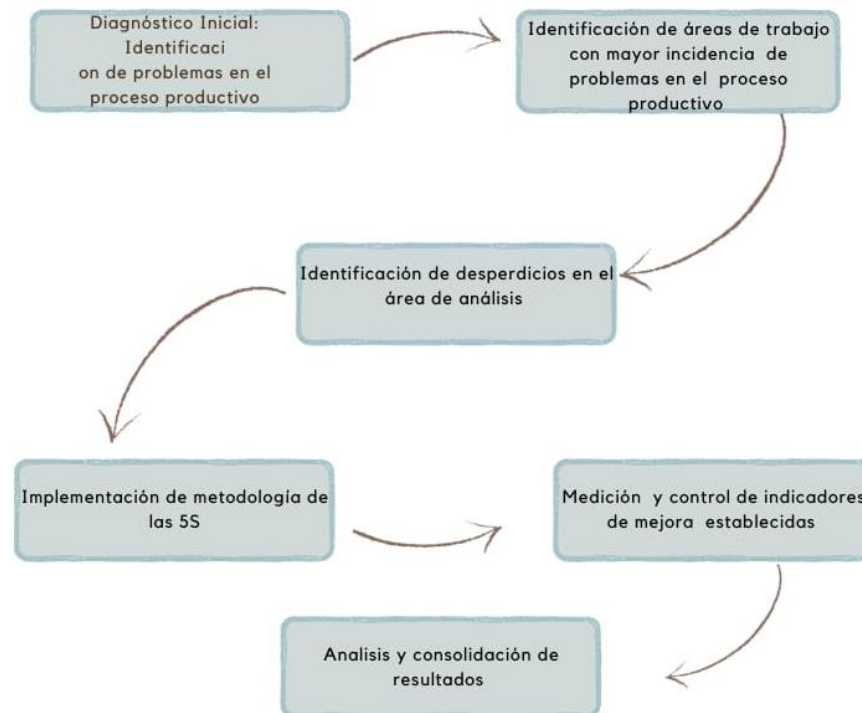 Diagnóstico Inicial:
Identificaci
on de problemas en el
proceso productivo
Identificación de áreas de trabajo
con mayor incidencia de
problemas en el proceso
productivo
Identificación de desperdicios en el
área de análisis
Implementación de metodología de
las 5S
Medición y control de indicadores
de mejora establecidas
Analisis y consolidación de
resultados